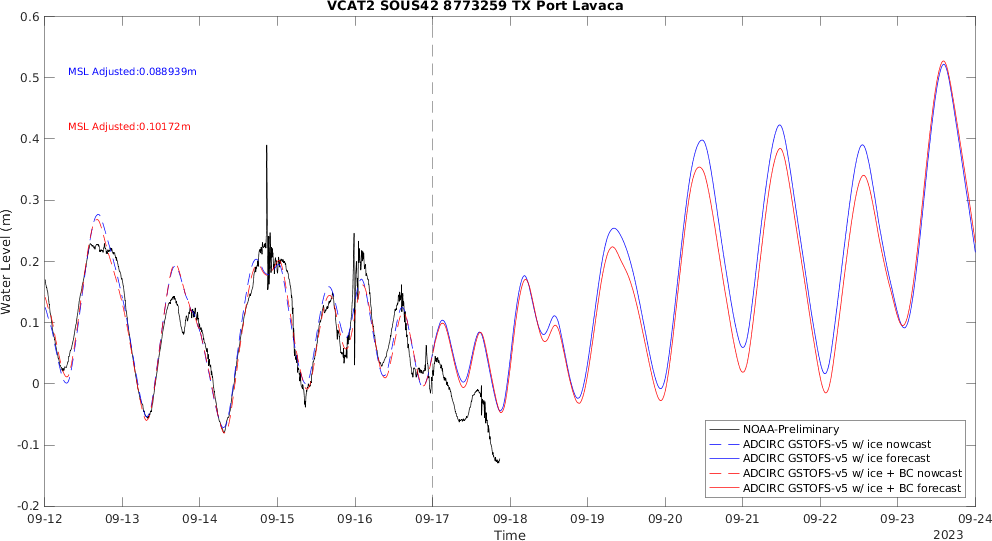 VCAT2 SOUS42 8773259 TX Port Lavaca
0.6
0.5
0.4
0.3
0.2
0.1
0
-0.1
-0.2
Water Level (m)
MSL Adjusted:0.088939m
MSL Adjusted:0.10172m
NOAA-Preliminary
ADCIRC GSTOFS-v5 w/ ice nowcast
ADCIRC GSTOFS-v5 w/ ice forecast
ADCIRC GSTOFS-v5 w/ ice + BC nowcast
ADCIRC GSTOFS-v5 w/ ice + BC forecast
09-12 09-13 09-14 09-15 09-16 09-17 09-18 09-19 09-20 09-21 09-22 09-23 09-24
Time
2023